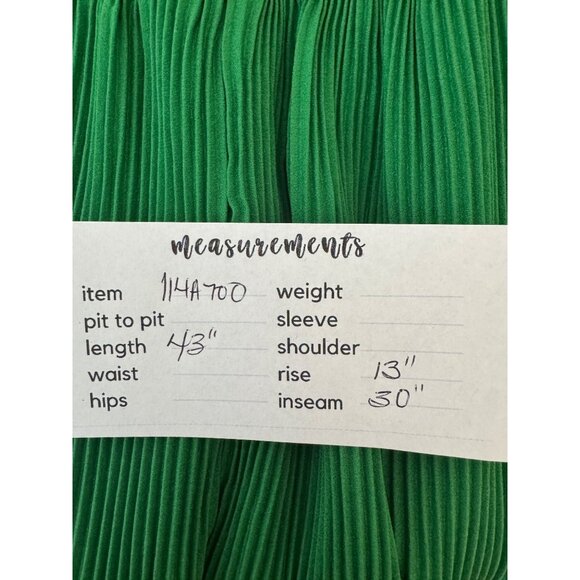 measurements
item 114A700 weight
pit to pit sleeve
length 43" shoulder
waist rise 13"
hips inseam 30"